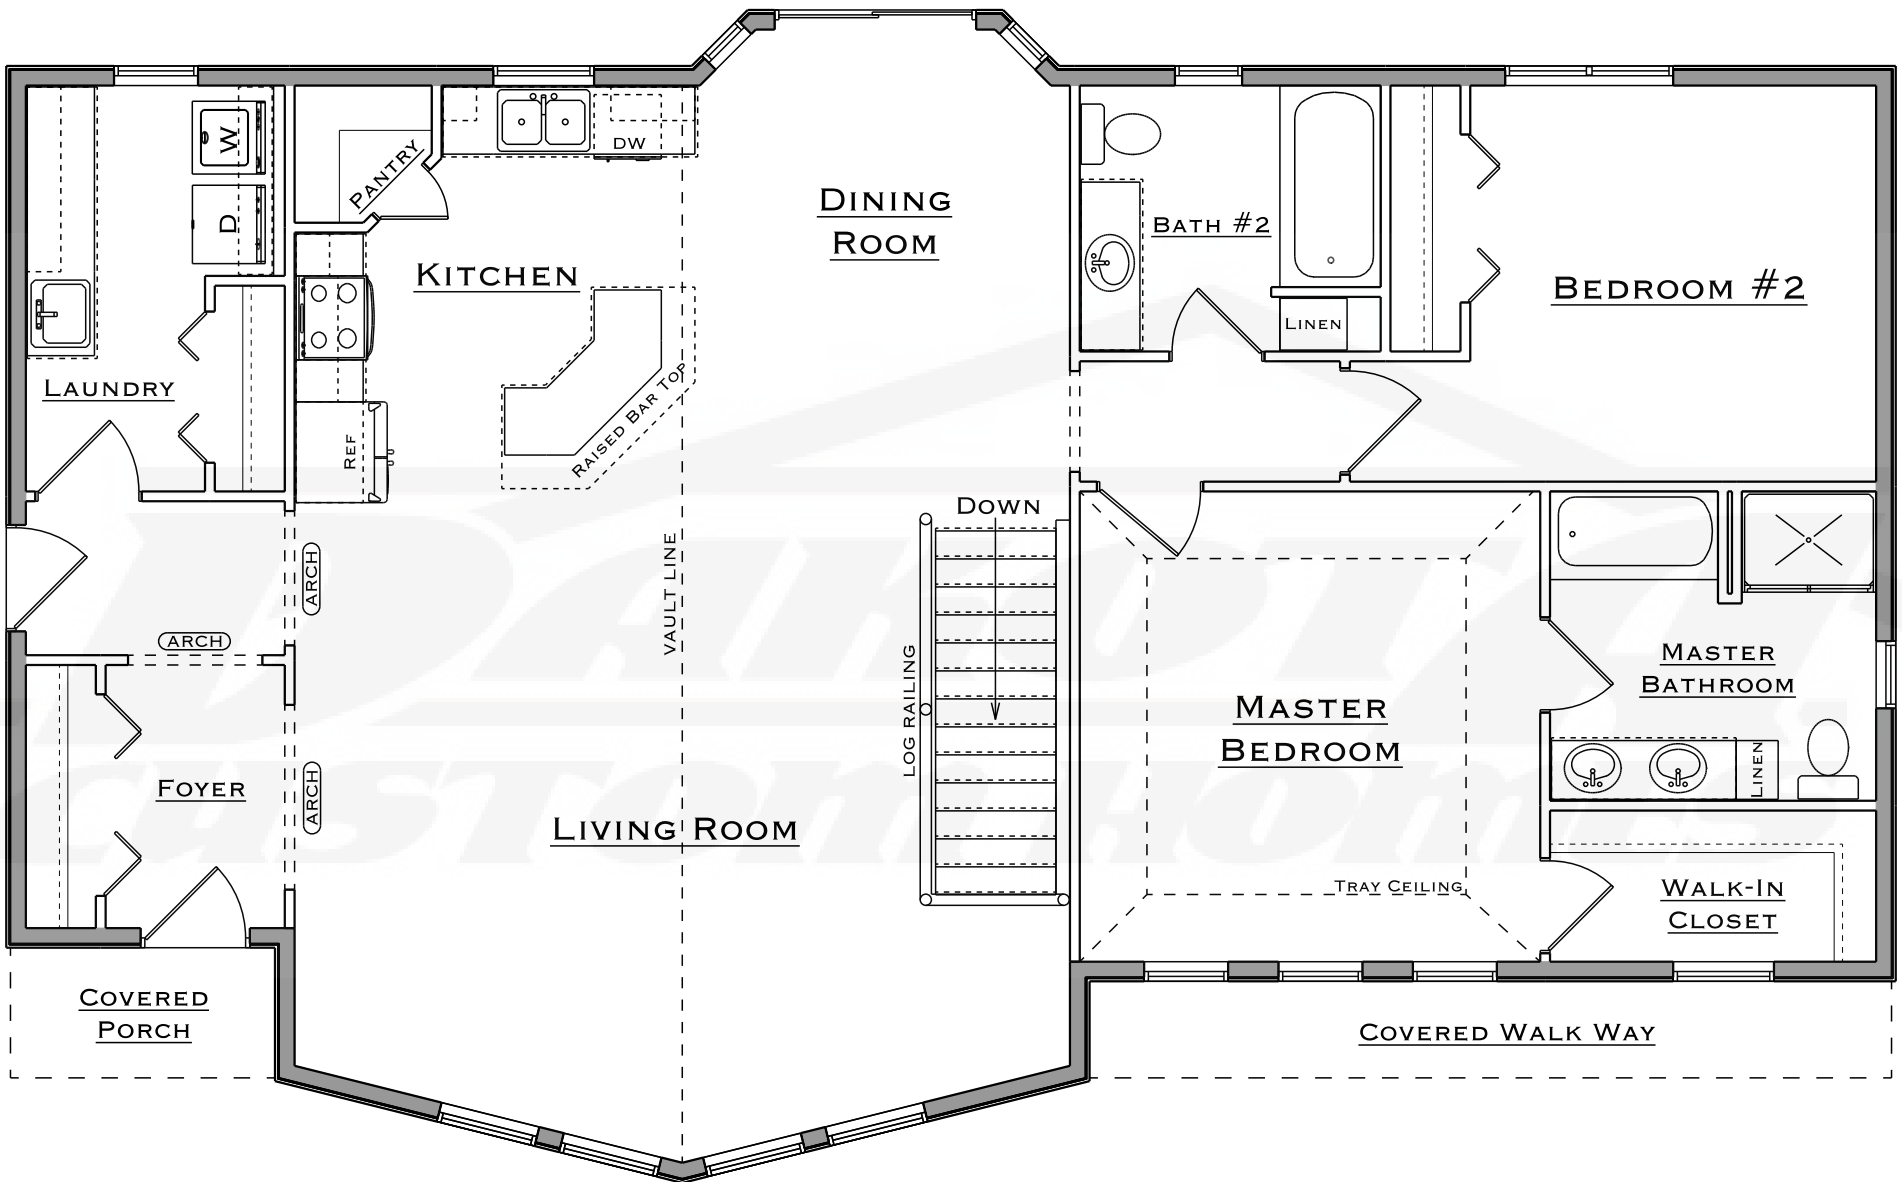 W
D
PANTRY
DW
DINING
ROOM
BATH #2
KITCHEN
BEDROOM #2
LINEN
LAUNDRY
RAISED BAR TOP
REF
DOWN
ARCH
VAULT LINE
ARCH
LOG RAILING
MASTER
BATHROOM
MASTER
BEDROOM
LINEN
FOYER
ARCH
LIVING ROOM
TRAY CEILING
WALK-IN
CLOSET
COVERED
PORCH
COVERED WALK WAY
CUSTOM HOMES